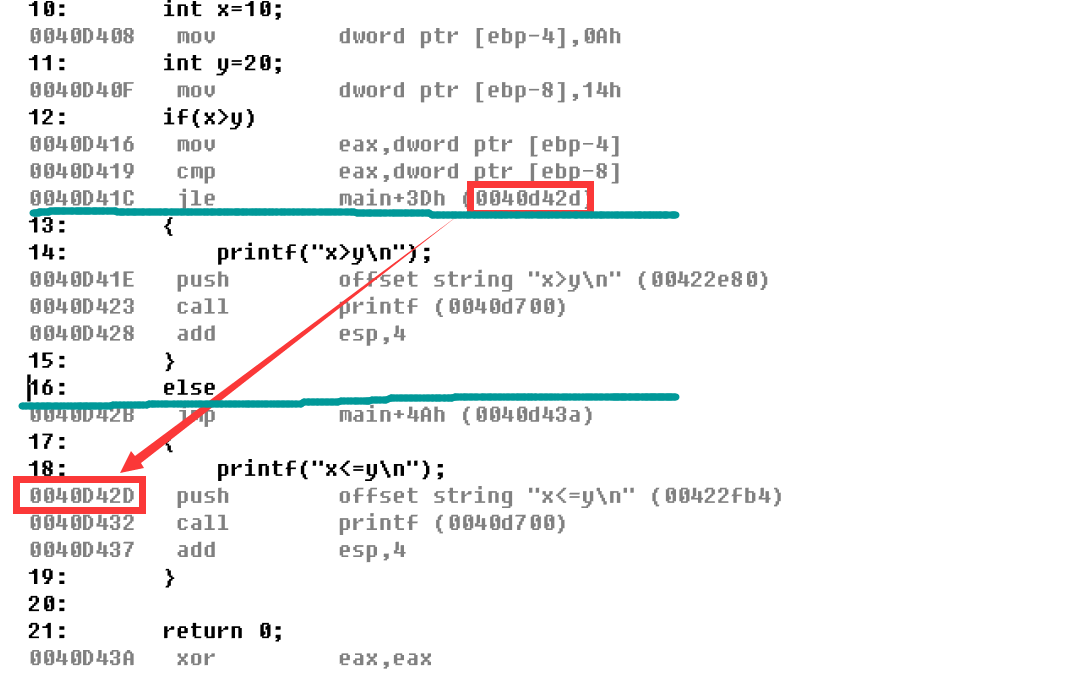 10: int x=10;
0040D408 mov dword ptr [ebp-4],0Ah
11: int y=20;
0040D40F mov dword ptr [ebp-8],14h
12: if(x>y)
0040D416 mov eax,dword ptr [ebp-4]
0040D419 cmp eax,dword ptr [ebp-8]
0040D41C jle main+3Dh (0040d42d)
13: {
14: printf("x>y\n");
0040D41E push offset string "x>y\n" (00422e80)
0040D423 call printf (0040d700)
0040D428 add esp,4
15: }
16: else
0040D42B jmp main+4Ah (0040d43a)
17: {
18: printf("x<=y\n");
0040D42D push offset string "x<=y\n" (00422fb4)
0040D432 call printf (0040d700)
0040D437 add esp,4
19: }
20:
21: return 0;
0040D43A xor eax,eax